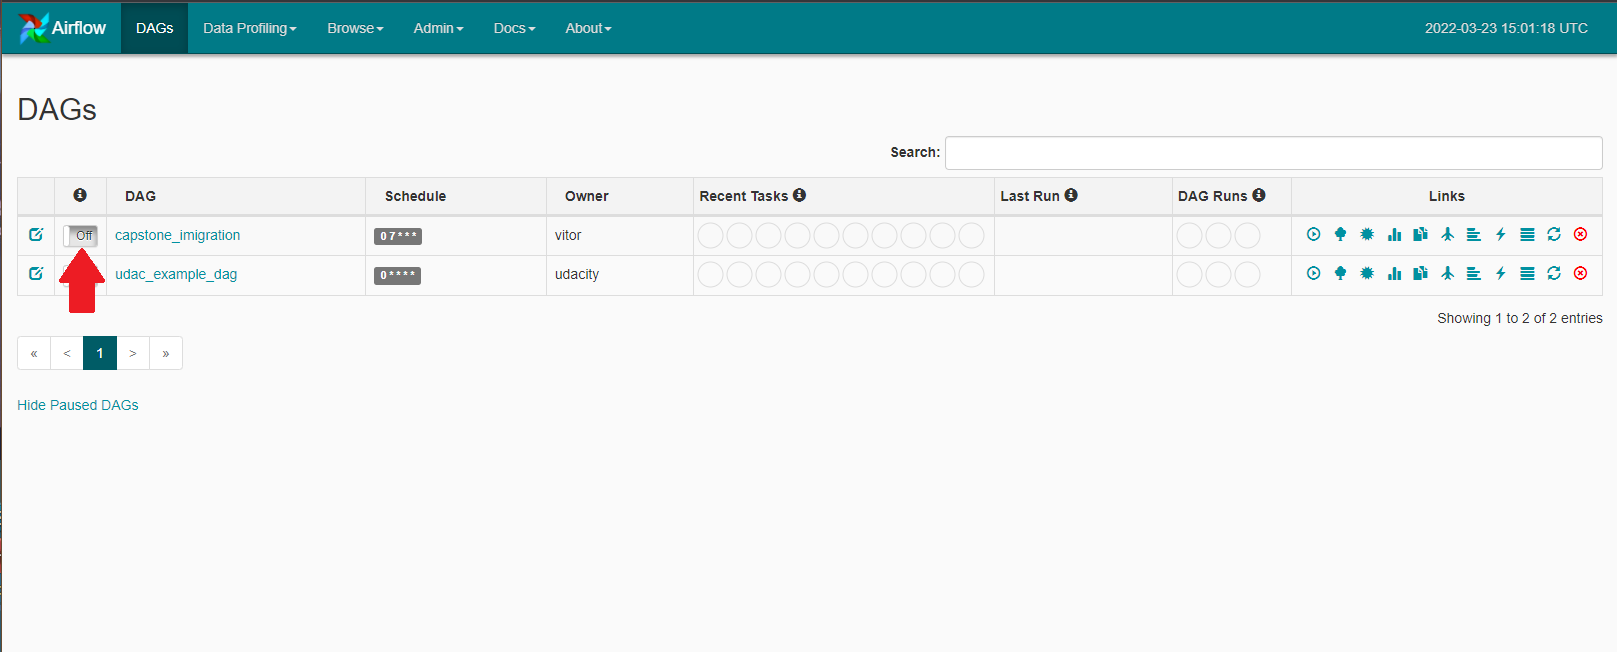 Airflow DAGs Data Profiling Browse Admin Docs About 2022-03-23 15:01:18 UTC
DAGs
Search:
DAG Schedule Owner Recent Tasks Last Run DAG Runs Links
Off capstone_imigration 0 7 * * * vitor
udac_example_dag 0 * * * * udacity
Showing 1 to 2 of 2 entries
« < 1 > »
Hide Paused DAGs